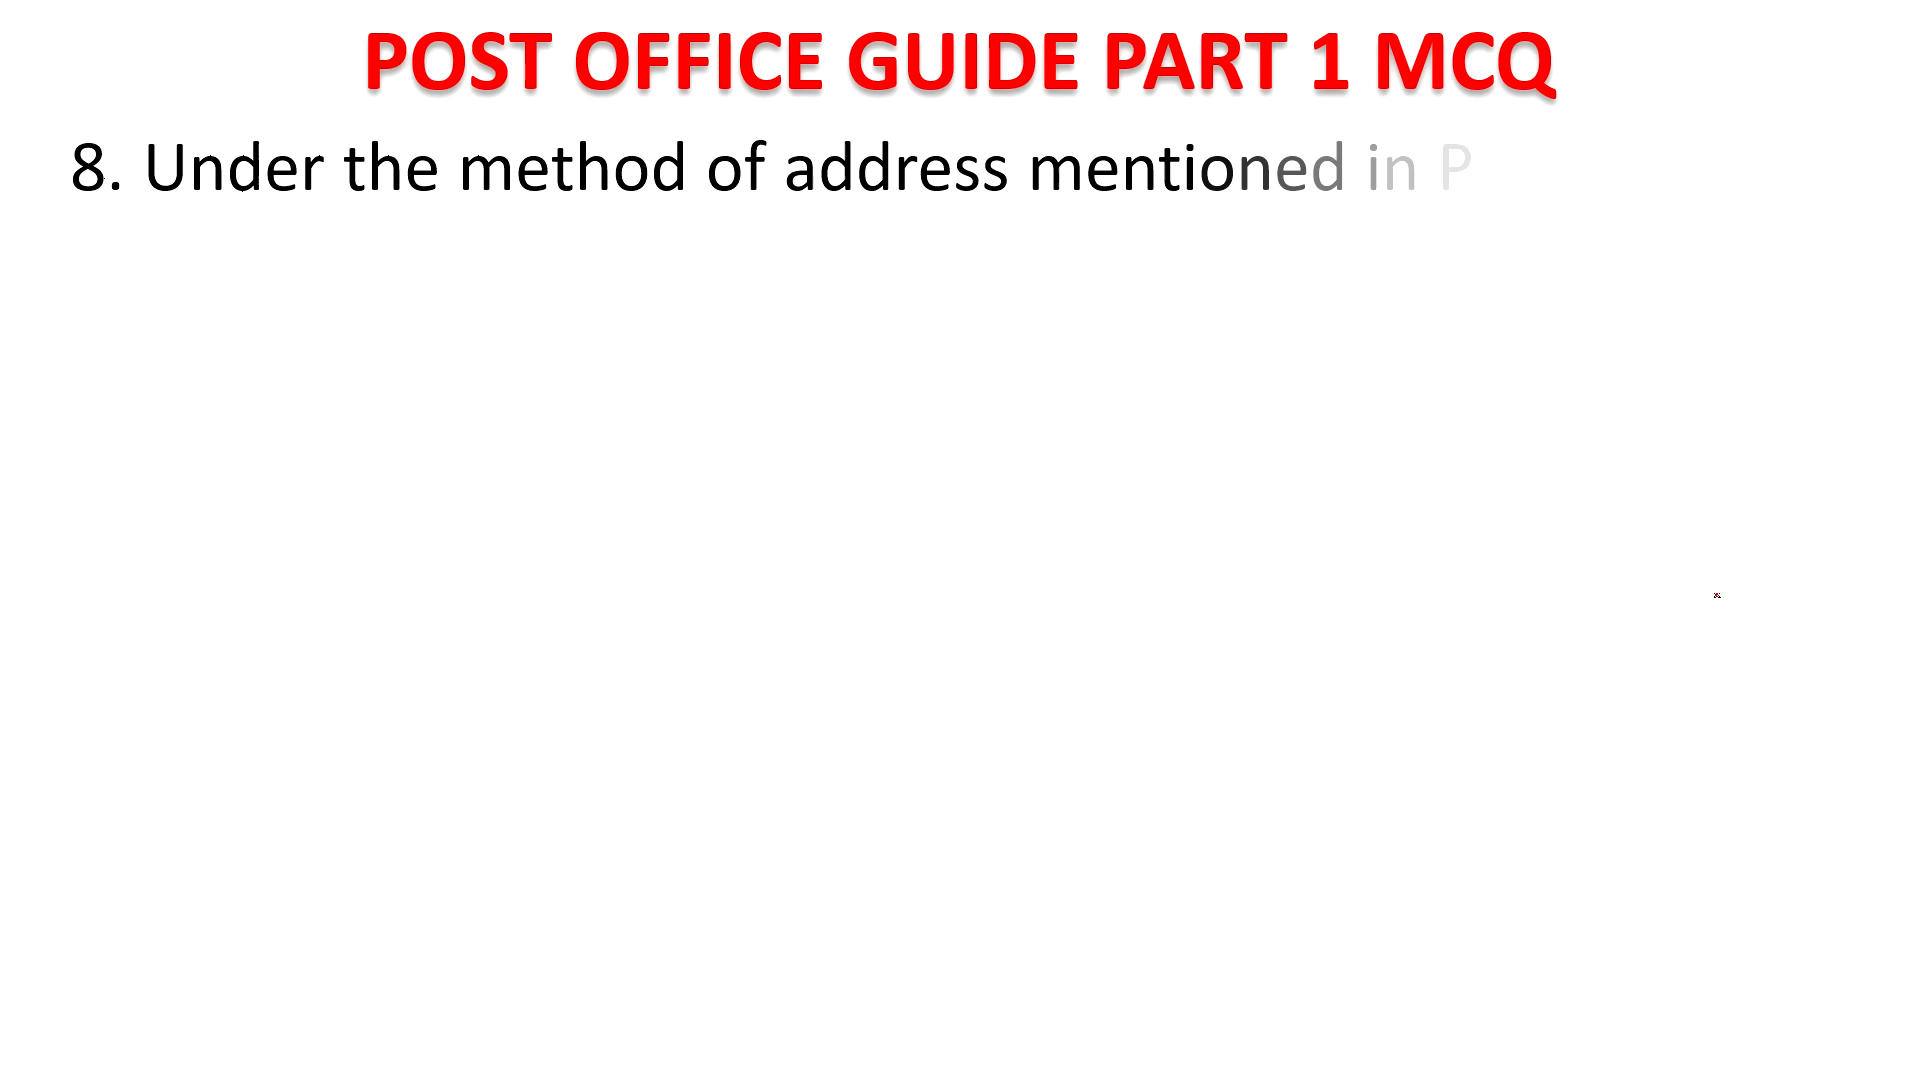 POST OFFICE GUIDE PART 1 MCQ
8. Under the method of address mentioned in P